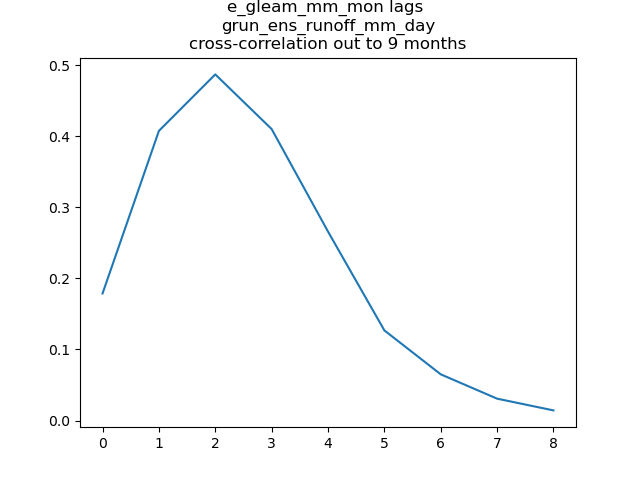 e_gleam_mm_mon lags
grun_ens_runoff_mm_day
cross-correlation out to 9 months
0.5
0.4
0.3
0.2
0.1
0.0
0 1 2 3 4 5 6 7 8